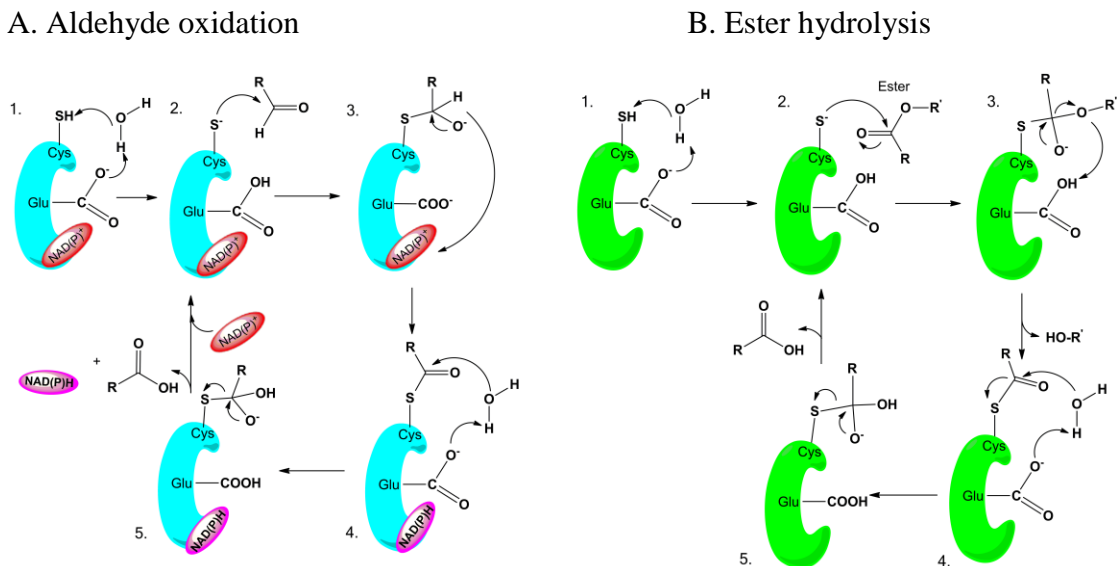 A. Aldehyde oxidation
B. Ester hydrolysis
1.
SH
O
H
H
Cys
Glu
C
O-
O
NAD(P)+
2.
S-
R
H
O
Cys
Glu
C
OH
O
NAD(P)+
3.
R
H
S
O-
Cys
Glu
COO-
NAD(P)+
4.
R
O
S
Cys
O
H
H
O-
Glu
C
O
NAD(P)H
5.
R
S
OH
O-
Cys
Glu
COOH
NAD(P)H
NAD(P)+
NAD(P)H
+
O
R
OH
1.
SH
O
H
H
Cys
Glu
C
O-
O
2.
S-
Ester
O
R'
O
R
Cys
Glu
C
OH
O
3.
R
S
O
R'
O-
Cys
Glu
C
OH
O
HO-R'
4.
R
O
S
Cys
O
H
H
O-
Glu
C
O
5.
R
S
OH
O-
Cys
Glu
COOH
O
R
OH